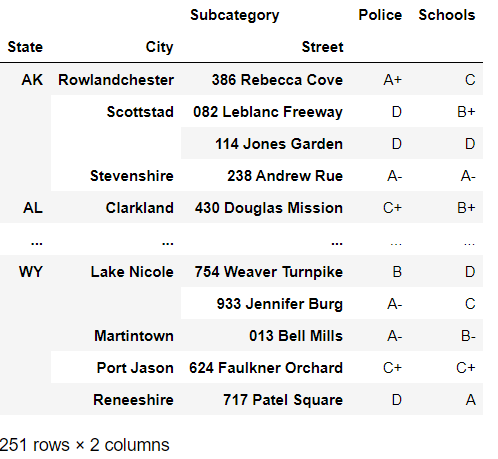 Subcategory Police Schools
State City Street
AK Rowlandchester 386 Rebecca Cove A+ C
Scottstad 082 Leblanc Freeway D B+
114 Jones Garden D D
Stevenshire 238 Andrew Rue A- A-
AL Clarkland 430 Douglas Mission C+ B+
... ... ... ... ...
WY Lake Nicole 754 Weaver Turnpike B D
933 Jennifer Burg A- C
Martintown 013 Bell Mills A- B-
Port Jason 624 Faulkner Orchard C+ C+
Reneeshire 717 Patel Square D A
251 rows × 2 columns